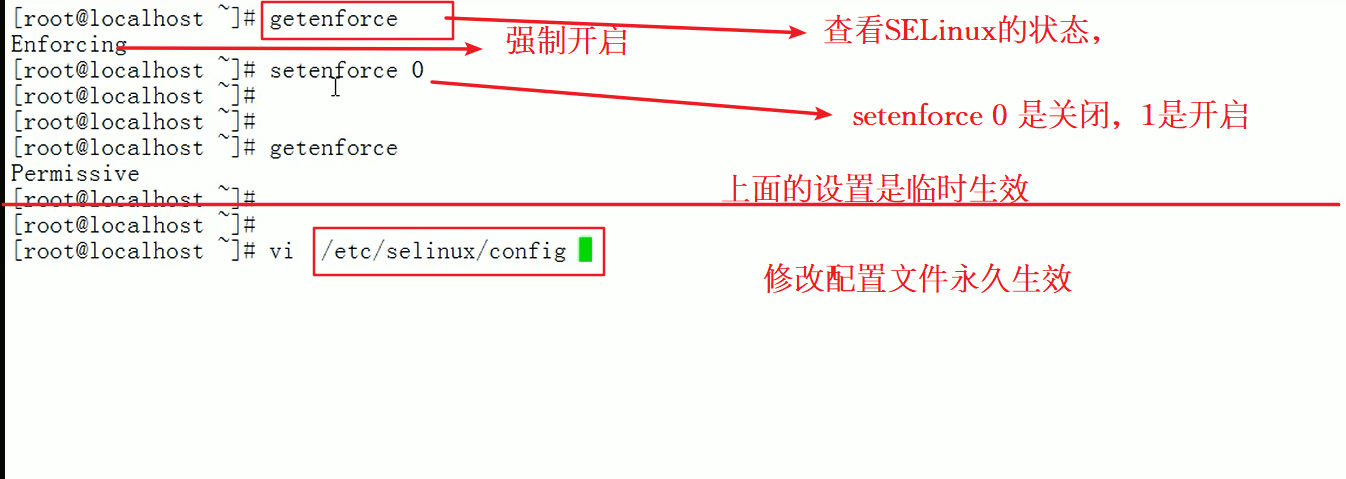 [root@localhost ~]# getenforce
查看SELinux的状态，
Enforcing
强制开启
[root@localhost ~]# setenforce 0
[root@localhost ~]#
setenforce 0 是关闭，1是开启
[root@localhost ~]#
[root@localhost ~]# getenforce
Permissive
上面的设置是临时生效
[root@localhost ~]#
[root@localhost ~]#
[root@localhost ~]# vi /etc/selinux/config
修改配置文件永久生效